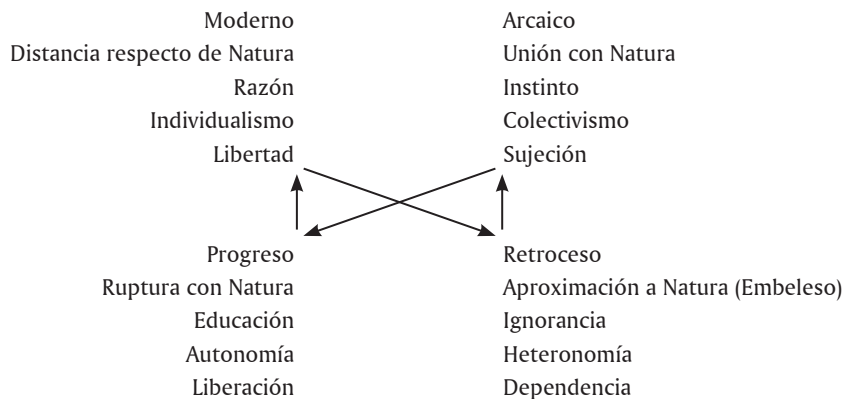 Moderno
Distancia respecto de Natura
Razón
Individualismo
Libertad
Arcaico
Unión con Natura
Instinto
Colectivismo
Sujeción
Progreso
Ruptura con Natura
Educación
Autonomía
Liberación
Retroceso
Aproximación a Natura (Embeleso)
Ignorancia
Heteronomía
Dependencia